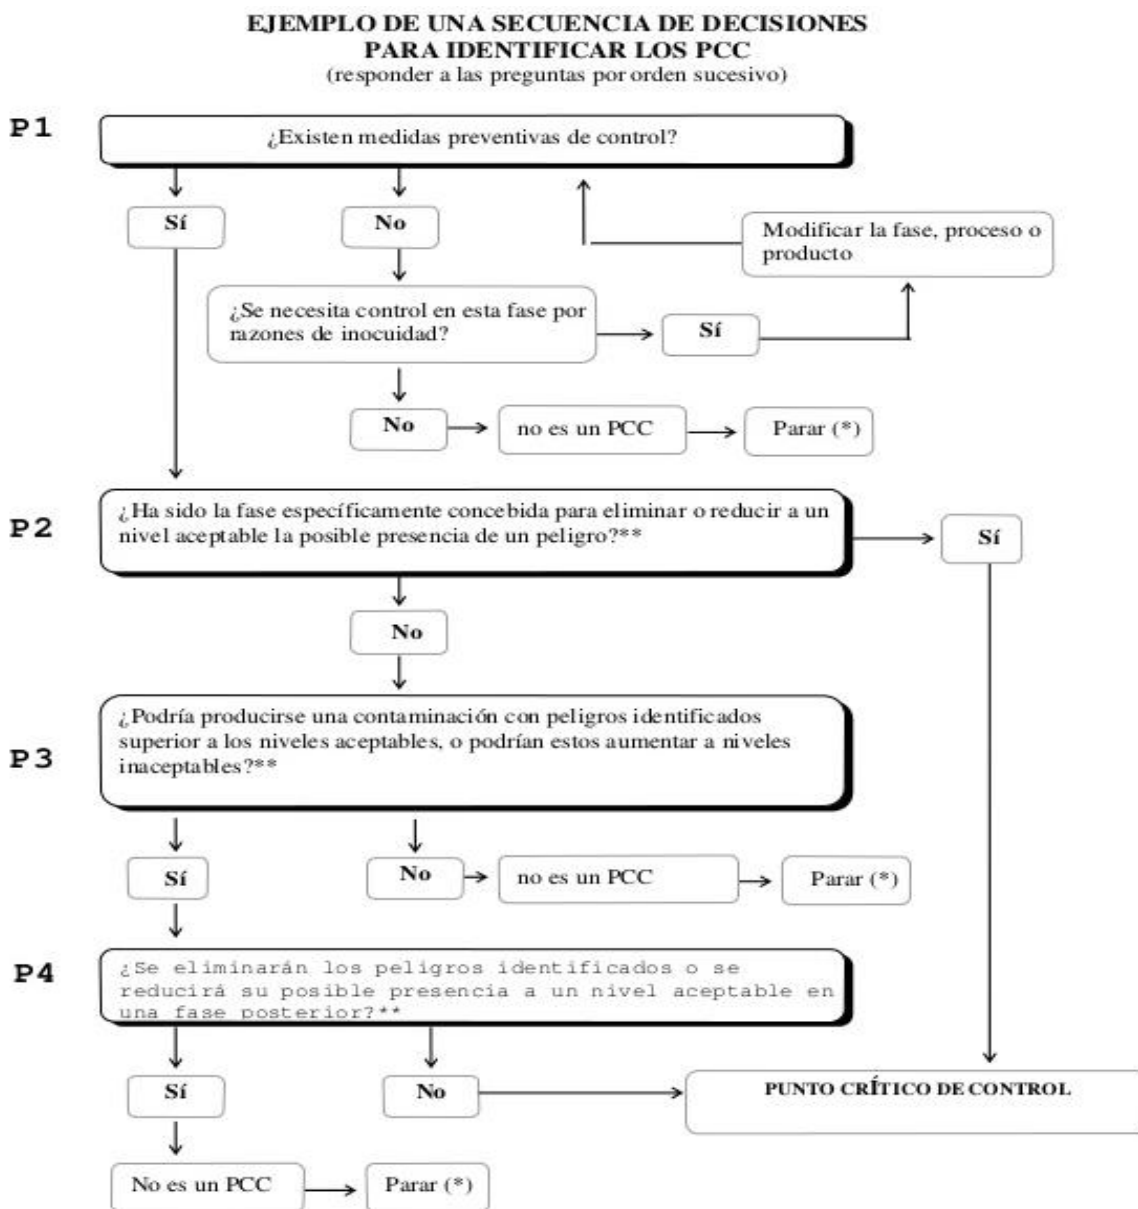 EJEMPLO DE UNA SECUENCIA DE DECISIONES
PARA IDENTIFICAR LOS PCC
(responder a las preguntas por orden sucesivo)
P1
¿Existen medidas preventivas de control?
Sí
No
Modificar la fase, proceso o
producto
¿Se necesita control en esta fase por
razones de inocuidad?
Sí
No
no es un PCC
Parar (*)
P2
¿Ha sido la fase específicamente concebida para eliminar o reducir a un
nivel aceptable la posible presencia de un peligro?**
Sí
No
P3
¿Podría producirse una contaminación con peligros identificados
superior a los niveles aceptables, o podrían estos aumentar a niveles
inaceptables?**
Sí
No
no es un PCC
Parar (*)
P4
¿Se eliminarán los peligros identificados o se
reducirá su posible presencia a un nivel aceptable en
una fase posterior?**
Sí
No
PUNTO CRÍTICO DE CONTROL
No es un PCC
Parar (*)